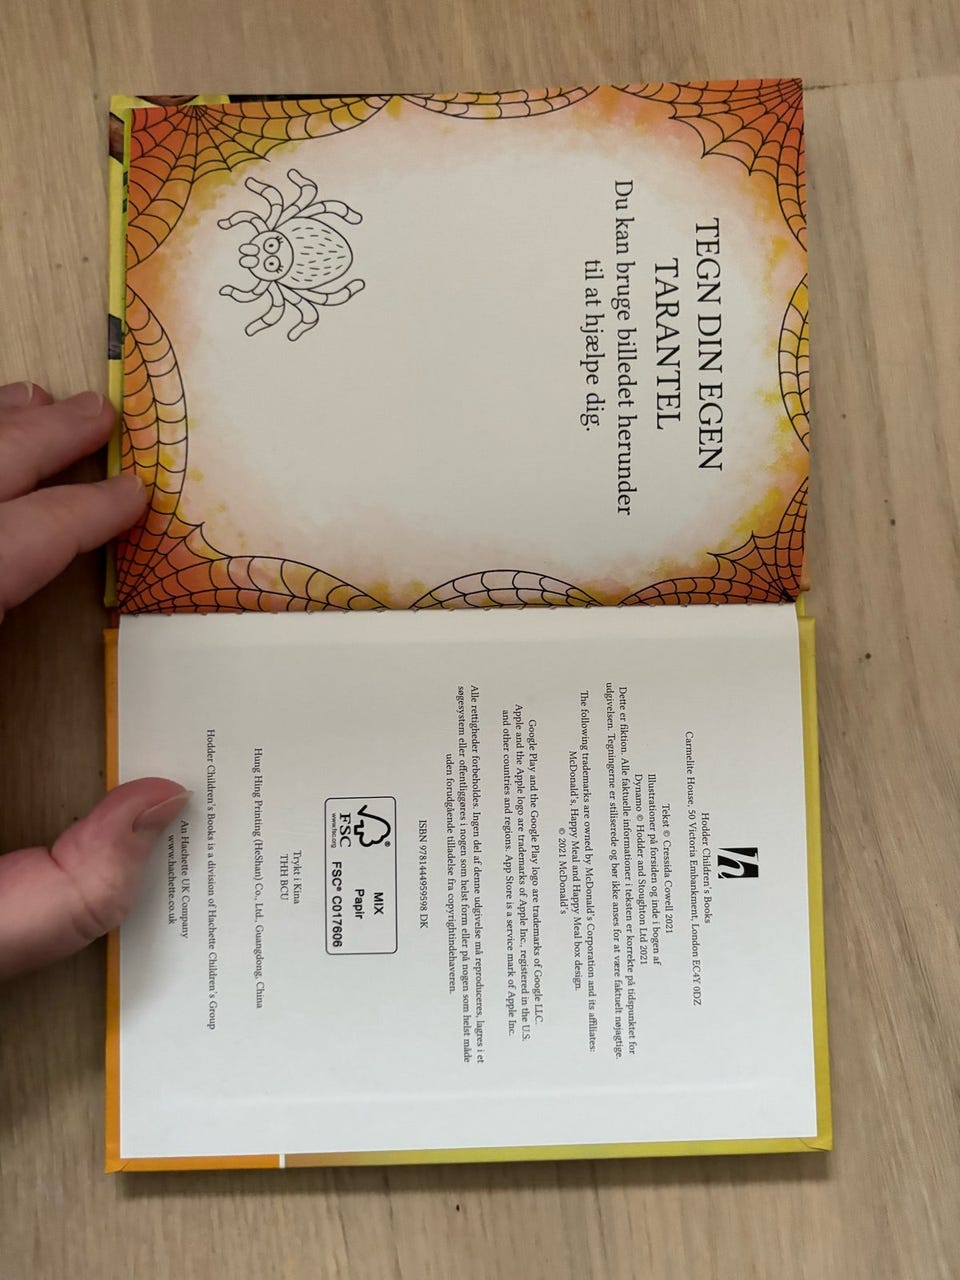 TEGN DIN EGEN
TARANTEL
Du kan bruge billedet herunder
til at hjælpe dig.
h
Hodder Children's Books
Carmelite House, 50 Victoria Embankment, London EC4Y 0DZ
Tekst © Cressida Cowell 2021
Illustrationer på forsiden og inde i bogen af
Dynamo © Hodder and Stoughton Ltd 2021
Dette er fiktion. Alle faktuelle informationer i teksten er korrekte på tidspunktet for
udgivelsen. Tegningerne er stiliserede og bør ikke anses for at være faktuelt nøjagtige.
The following trademarks are owned by McDonald's Corporation and its affiliates:
McDonald's, Happy Meal and Happy Meal box design.
© 2021 McDonald's
Google Play and the Google Play logo are trademarks of Google LLC.
Apple and the Apple logo are trademarks of Apple Inc., registered in the U.S.
and other countries and regions. App Store is a service mark of Apple Inc.
Alle rettigheder forbeholdes. Ingen del af denne udgivelse må reproduceres, lagres i et
søgesystem eller offentliggøres i nogen som helst form eller på nogen som helst måde
uden forudgående tilladelse fra copyrightindehaveren.
ISBN 9781444959598 DK
®
FSC
www.fsc.org
MIX
Papir
FSC® C017606
Trykt i Kina
THH BCU
Hung Hing Printing (HeShan) Co., Ltd., Guangdong, China
Hodder Children's Books is a division of Hachette Children's Group
An Hachette UK Company
www.hachette.co.uk